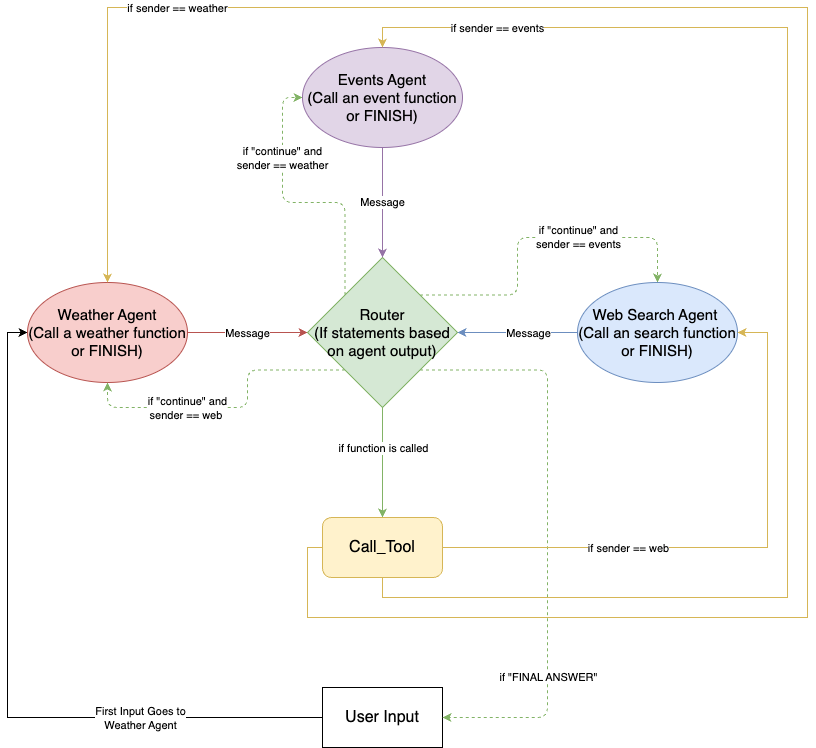 if sender == weather
if sender == events
Events Agent
(Call an event function
or FINISH)
if "continue" and
sender == weather
Message
if "continue" and
sender == events
Weather Agent
(Call a weather function
or FINISH)
Message
Router
(If statements based
on agent output)
Message
Web Search Agent
(Call an search function
or FINISH)
if "continue" and
sender == web
if function is called
Call_Tool
if sender == web
if "FINAL ANSWER"
First Input Goes to
Weather Agent
User Input